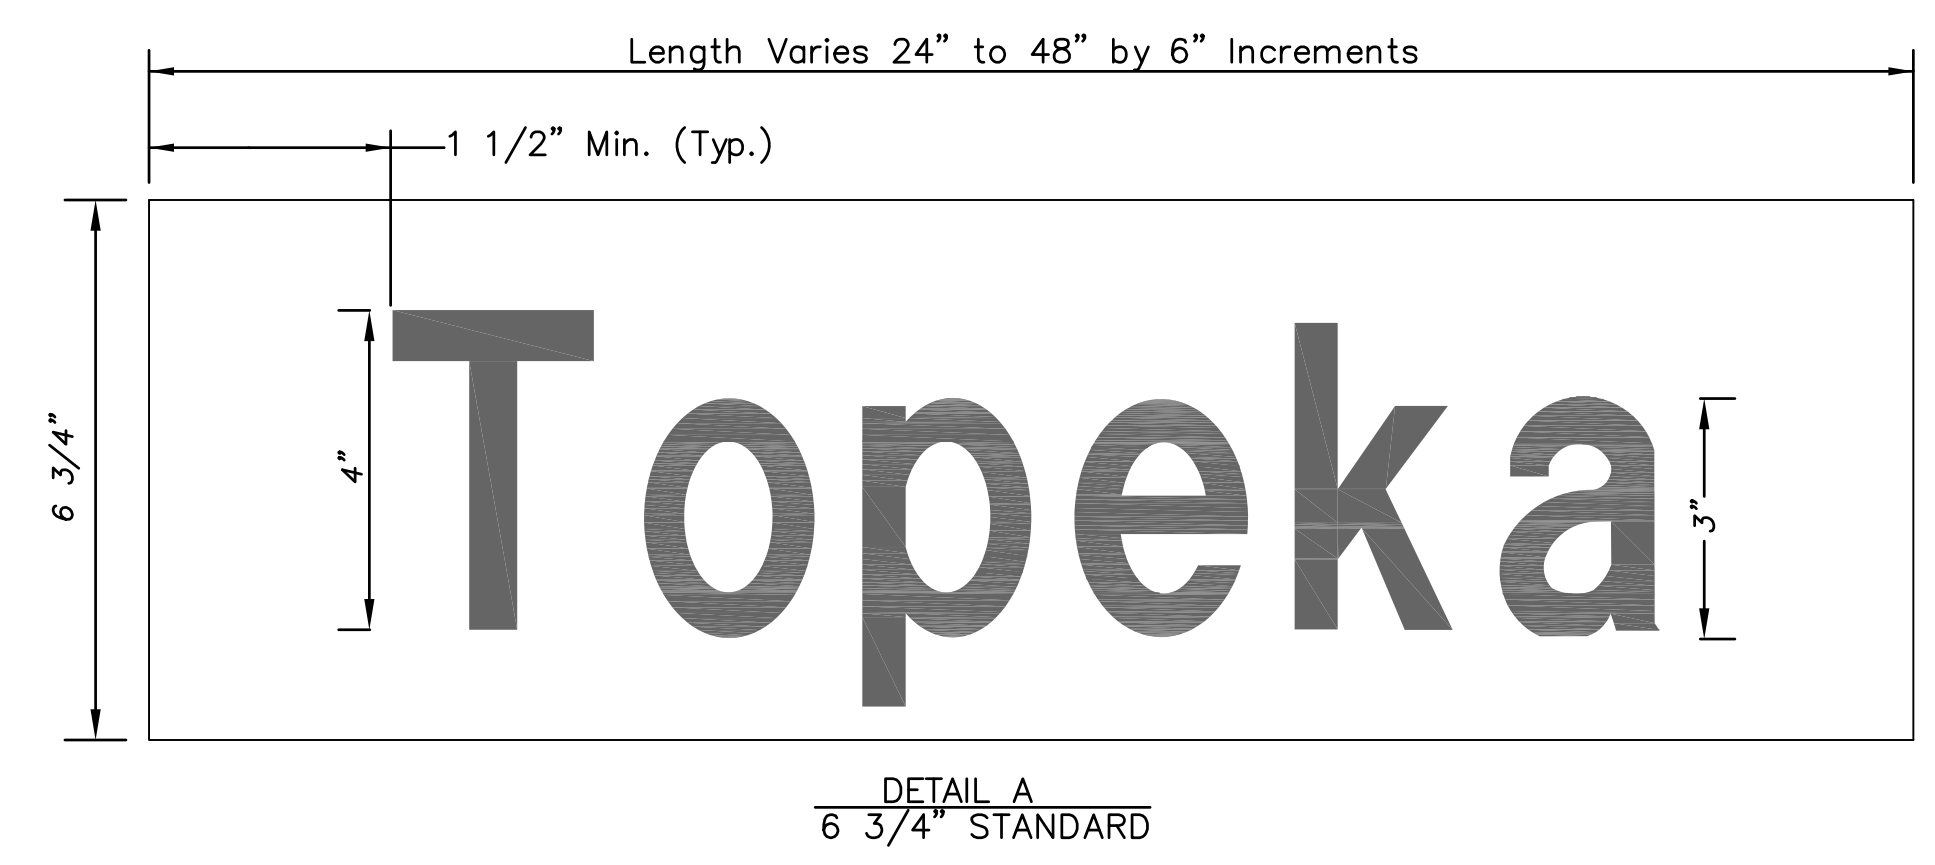 Length Varies 24” to 48” by 6” Increments
1 1/2” Min. (Typ.)
6 3/4”
4”
Topeka
3”
DETAIL A
6 3/4” STANDARD